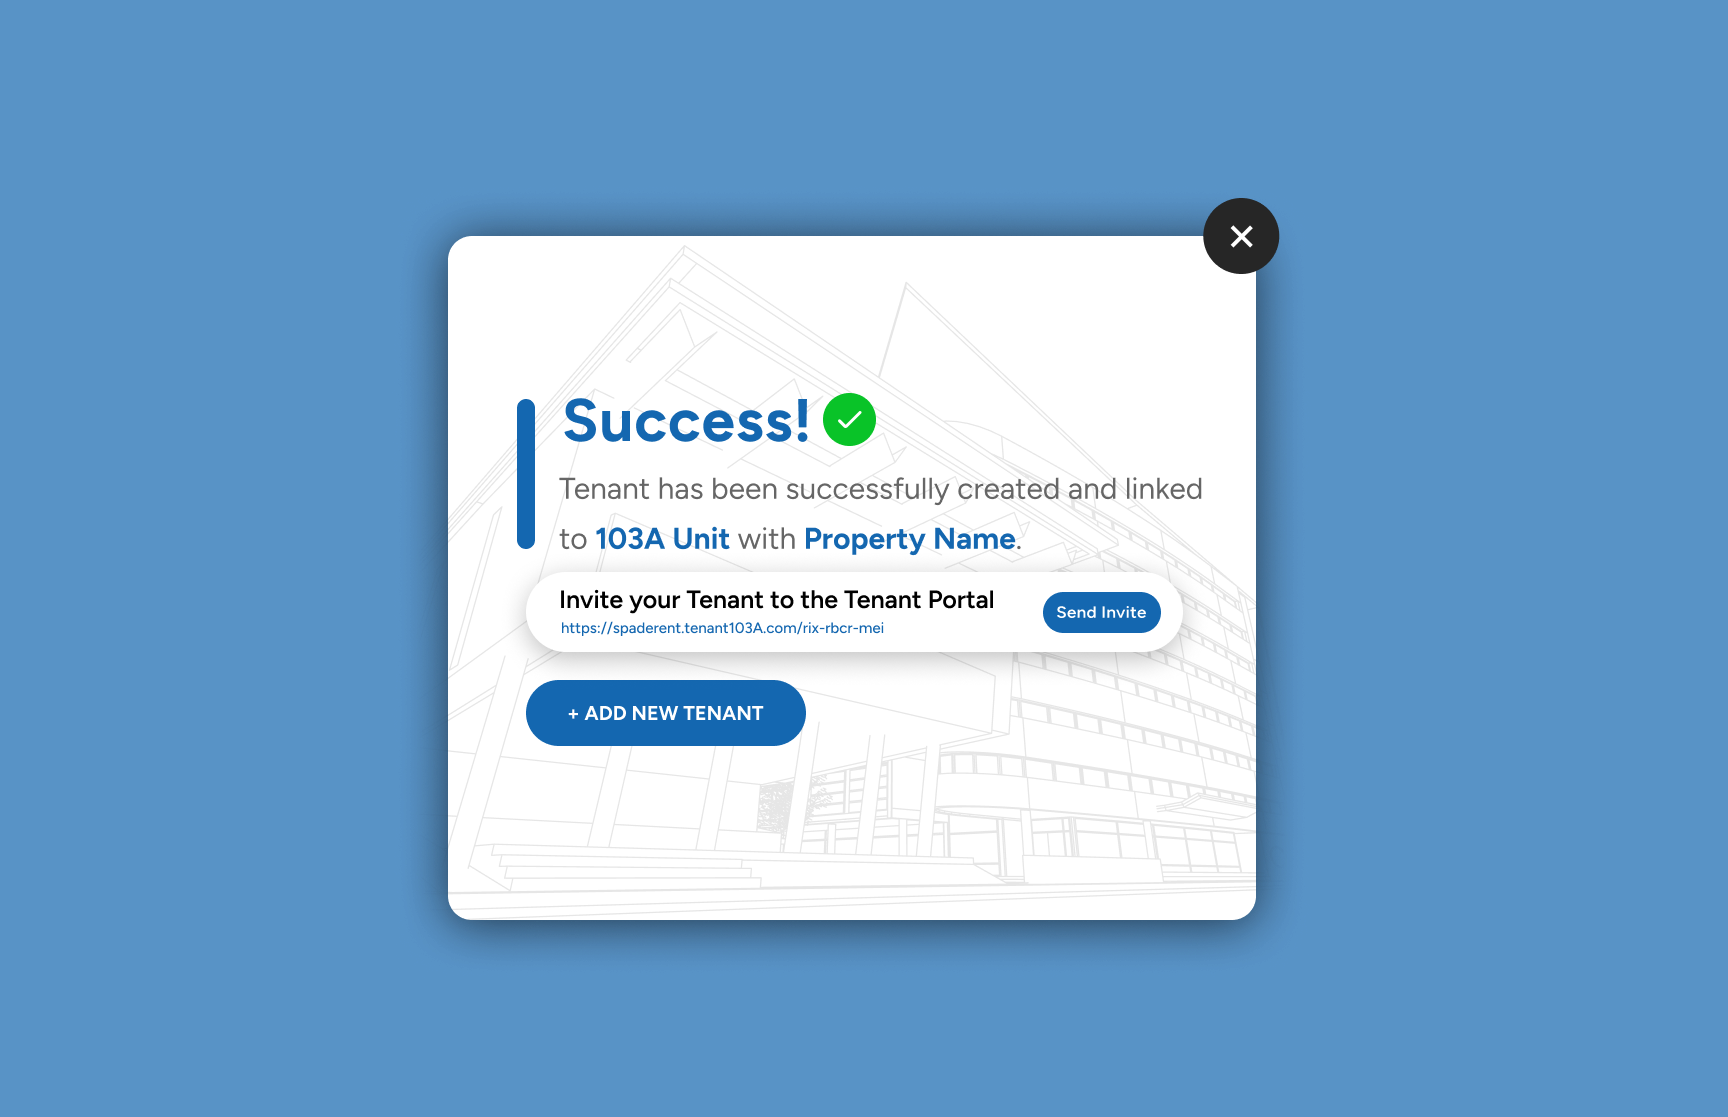 Success!
Tenant has been successfully created and linked
to 103A Unit with Property Name.
Invite your Tenant to the Tenant Portal
https://spaderent.tenant103A.com/rix-rbcr-mei
Send Invite
+ ADD NEW TENANT